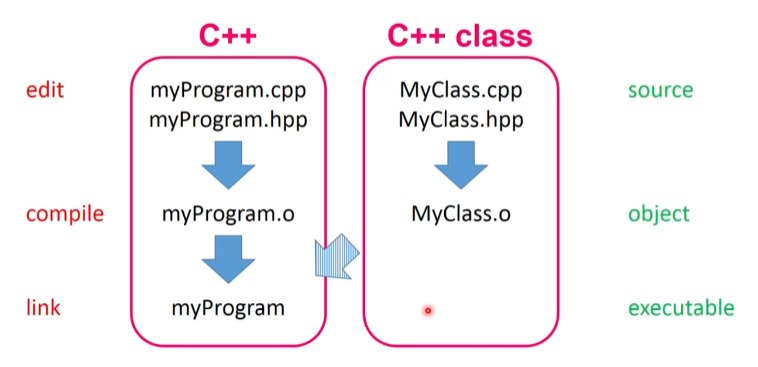 C++ C++ class
edit myProgram.cpp MyClass.cpp source
myProgram.hpp MyClass.hpp
compile myProgram.o MyClass.o object
link myProgram executable